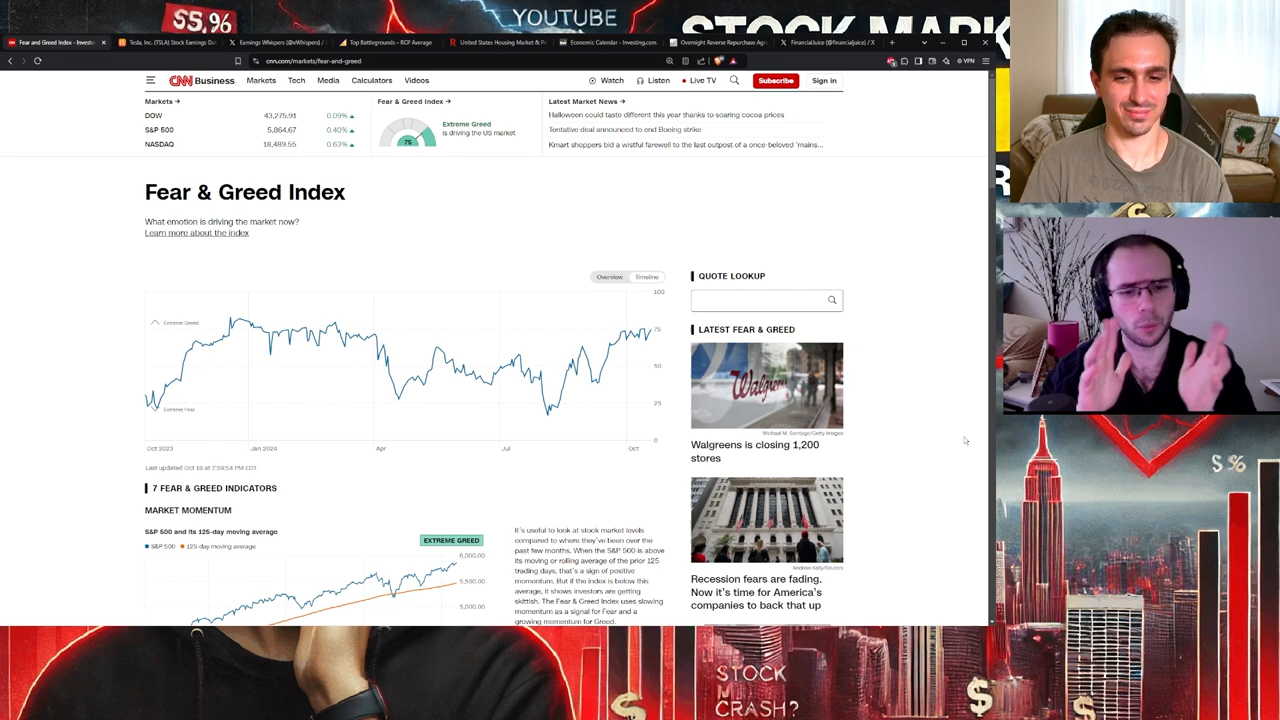 $5,%
YOUTUBE
STOCK MARK
Fear and Greed Index - Invest
Tesla, Inc. (TSLA) Stock Earnings Da
Earnings Whispers (@eWhispers) /
Top Battlegrounds – RCP Average
United States Housing Market & P
Economic Calendar - Investing.com
Overnight Reverse Repurchase Agr
FinancialJuice (@financialjuice) / X
cnn.com/markets/fear-and-greed
VPN
CNN Business
Markets
Tech
Media
Calculators
Videos
Watch
Listen
Live TV
Subscribe
Sign in
Markets →
DOW 43,275.91 0.09%
S&P 500 5,864.67 0.40%
NASDAQ 18,489.55 0.63%
Fear & Greed Index →
75
Extreme Greed
is driving the US market
Latest Market News →
Halloween could taste different this year thanks to soaring cocoa prices
Tentative deal announced to end Boeing strike
Kmart shoppers bid a wistful farewell to the last outpost of a once-beloved 'mains...
Fear & Greed Index
What emotion is driving the market now?
Learn more about the index
Overview
Timeline
100
75
50
25
0
Extreme Greed
Extreme Fear
Oct 2023
Jan 2024
Apr
Jul
Oct
Last updated Oct 18 at 7:59:54 PM EDT
7 FEAR & GREED INDICATORS
MARKET MOMENTUM
S&P 500 and its 125-day moving average
S&P 500
125-day moving average
EXTREME GREED
6,000.00
5,500.00
5,000.00
It's useful to look at stock market levels
compared to where they've been over the
past few months. When the S&P 500 is above
its moving or rolling average of the prior 125
trading days, that's a sign of positive
momentum. But if the index is below this
average, it shows investors are getting
skittish. The Fear & Greed Index uses slowing
momentum as a signal for Fear and a
growing momentum for Greed.
QUOTE LOOKUP
LATEST FEAR & GREED
Walgreens
Michael M. Santiago/Getty Images
Walgreens is closing 1,200
stores
Andrew Kelly/Reuters
Recession fears are fading.
Now it's time for America's
companies to back that up
STOCK
CRASH?
$
$
$
$ %